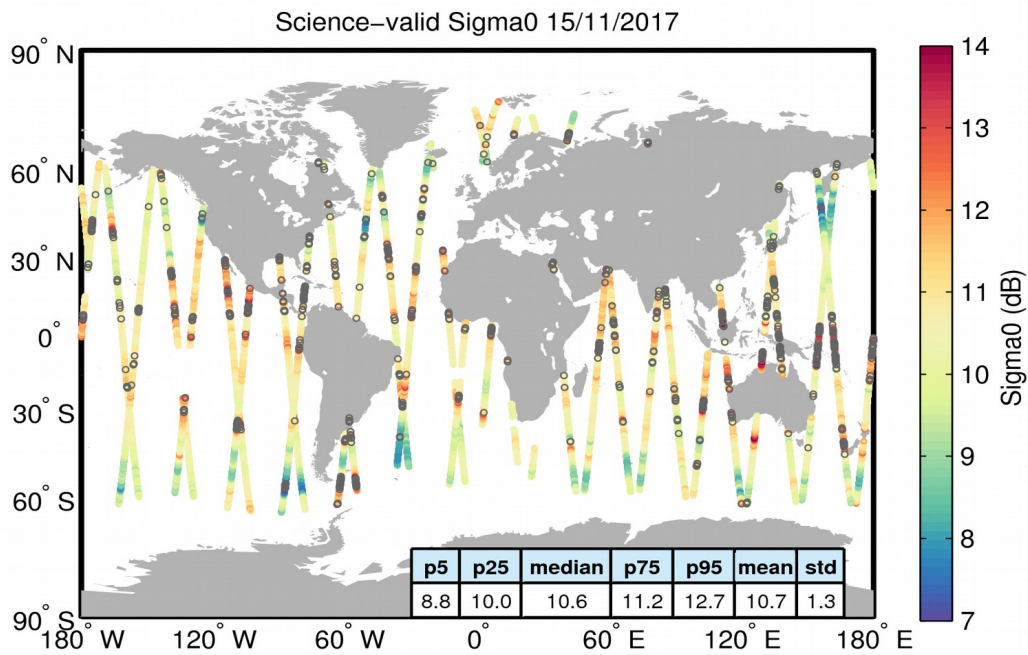 Science−valid Sigma0 15/11/2017
90° N
60° N
30° N
0°
30° S
60° S
90° S
180° W
120° W
60° W
0°
60° E
120° E
180° E
14
13
12
11
10
9
8
7
Sigma0 (dB)
p5 p25 median p75 p95 mean std
8.8 10.0 10.6 11.2 12.7 10.7 1.3